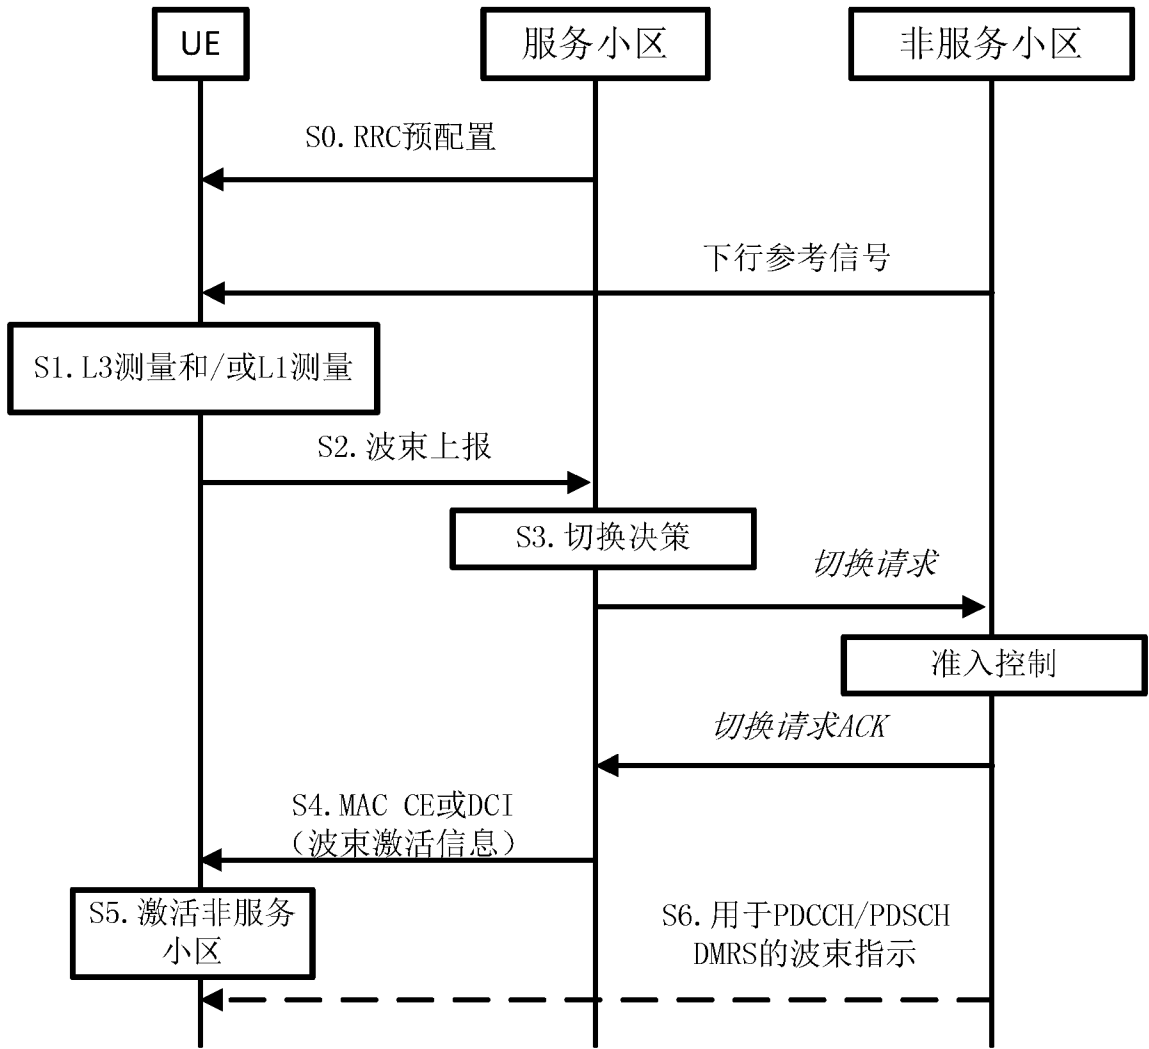 UE
服务小区
非服务小区
S0.RRC预配置
下行参考信号
S1.L3测量和/或L1测量
S2.波束上报
S3.切换决策
切换请求
准入控制
切换请求ACK
S4.MAC CE或DCI
（波束激活信息）
S5.激活非服务
小区
S6.用于PDCCH/PDSCH
DMRS的波束指示